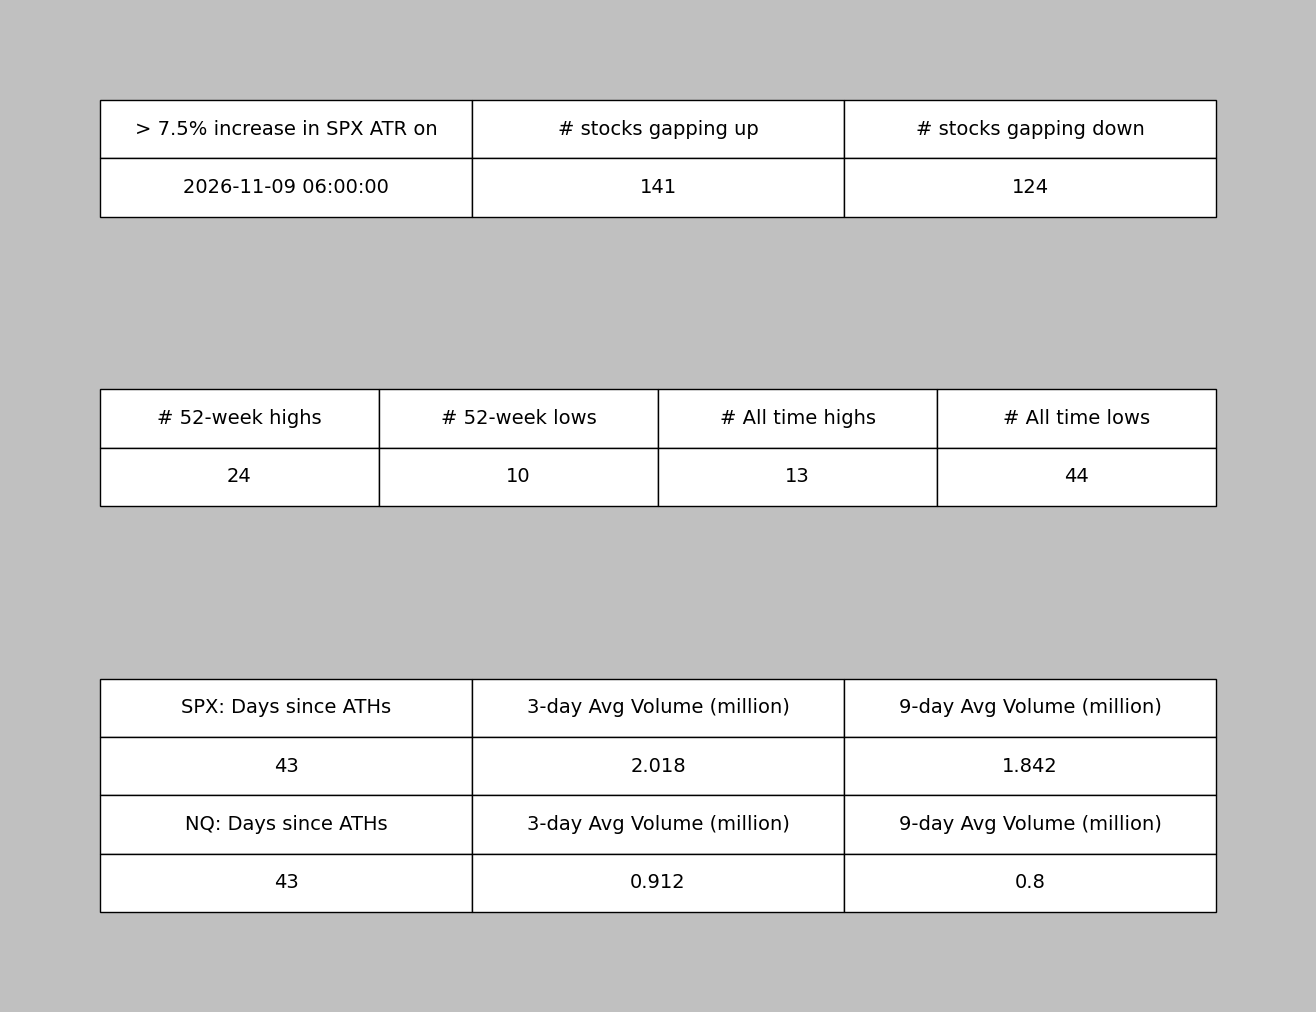 > 7.5% increase in SPX ATR on # stocks gapping up # stocks gapping down
2026-11-09 06:00:00 141 124
# 52-week highs # 52-week lows # All time highs # All time lows
24 10 13 44
SPX: Days since ATHs 3-day Avg Volume (million) 9-day Avg Volume (million)
43 2.018 1.842
NQ: Days since ATHs 3-day Avg Volume (million) 9-day Avg Volume (million)
43 0.912 0.8